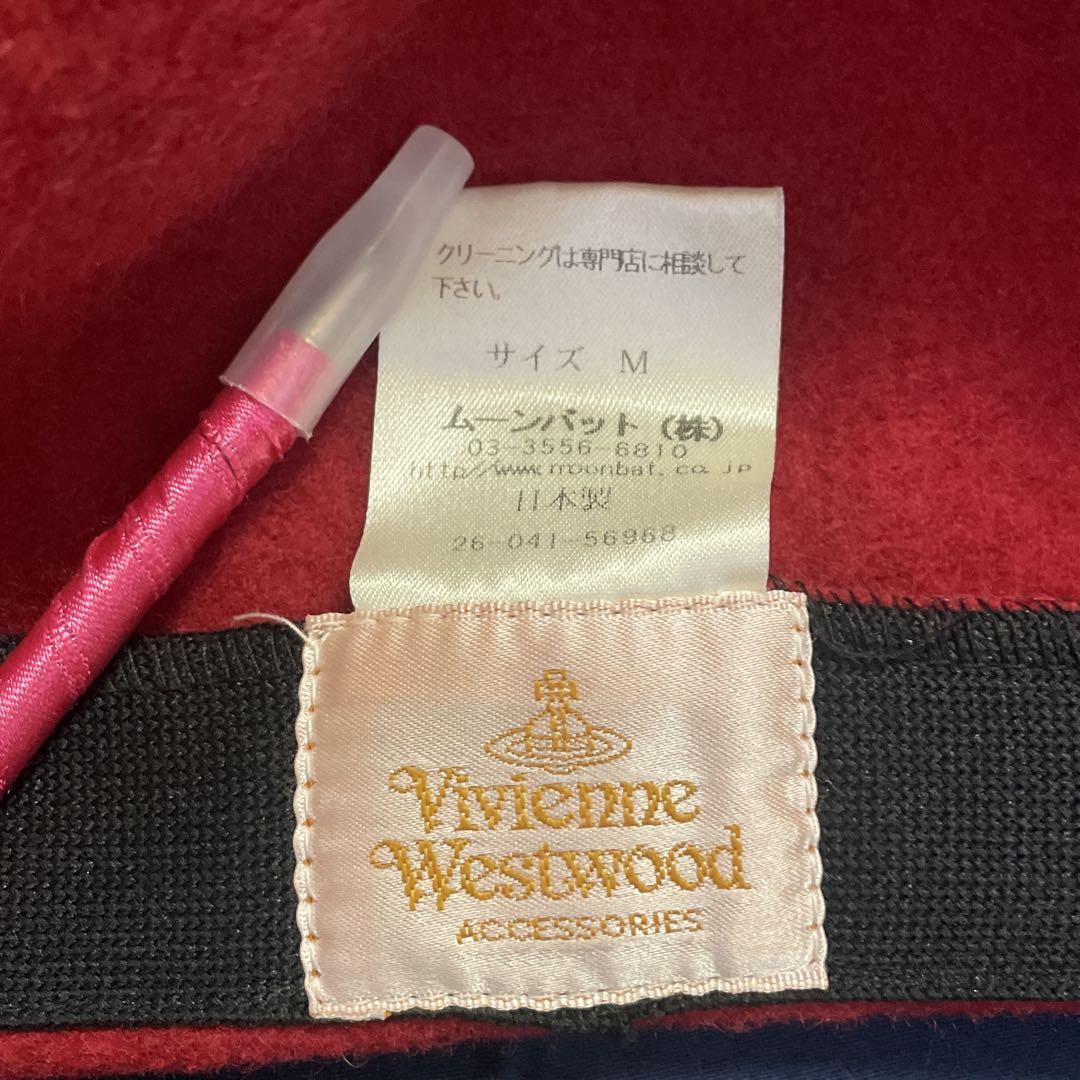 クリーニングは専門店に相談して
下さい。
サイズ M
ムーンバット(株)
03-3556-6810
http://www.moonbat.co.jp
日本製
26-041-56968
Vivienne
Westwood
ACCESSORIES